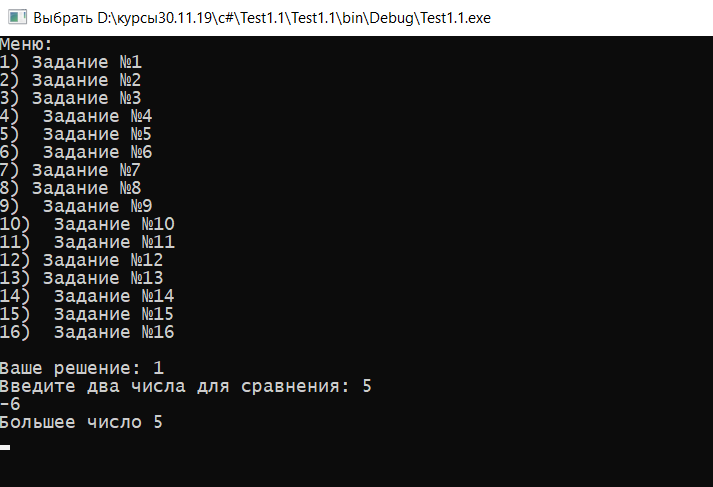 Выбрать D:\курсы30.11.19\c#\Test1.1\Test1.1\bin\Debug\Test1.1.exe
Меню:
1) Задание №1
2) Задание №2
3) Задание №3
4)  Задание №4
5)  Задание №5
6)  Задание №6
7) Задание №7
8) Задание №8
9)  Задание №9
10)  Задание №10
11)  Задание №11
12) Задание №12
13) Задание №13
14)  Задание №14
15)  Задание №15
16)  Задание №16
Ваше решение: 1
Введите два числа для сравнения: 5
-6
Большее число 5